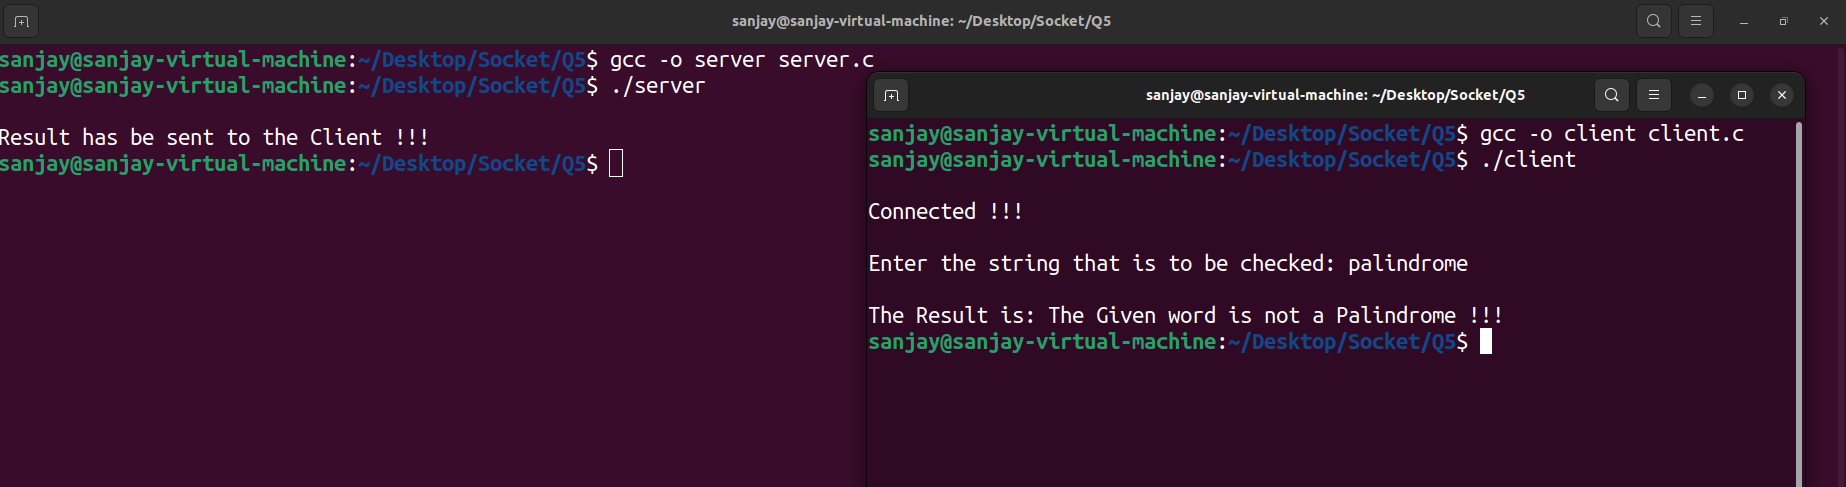 sanjay@sanjay-virtual-machine: ~/Desktop/Socket/Q5
sanjay@sanjay-virtual-machine:~/Desktop/Socket/Q5$ gcc -o server server.c
sanjay@sanjay-virtual-machine:~/Desktop/Socket/Q5$ ./server
Result has be sent to the Client !!!
sanjay@sanjay-virtual-machine:~/Desktop/Socket/Q5$
sanjay@sanjay-virtual-machine: ~/Desktop/Socket/Q5
sanjay@sanjay-virtual-machine:~/Desktop/Socket/Q5$ gcc -o client client.c
sanjay@sanjay-virtual-machine:~/Desktop/Socket/Q5$ ./client
Connected !!!
Enter the string that is to be checked: palindrome
The Result is: The Given word is not a Palindrome !!!
sanjay@sanjay-virtual-machine:~/Desktop/Socket/Q5$